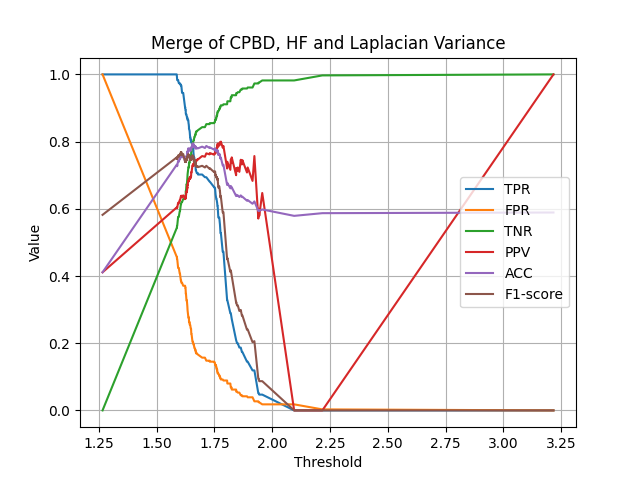 Merge of CPBD, HF and Laplacian Variance
Value
1.0
0.8
0.6
0.4
0.2
0.0
TPR
FPR
TNR
PPV
ACC
F1-score
1.25 1.50 1.75 2.00 2.25 2.50 2.75 3.00 3.25
Threshold